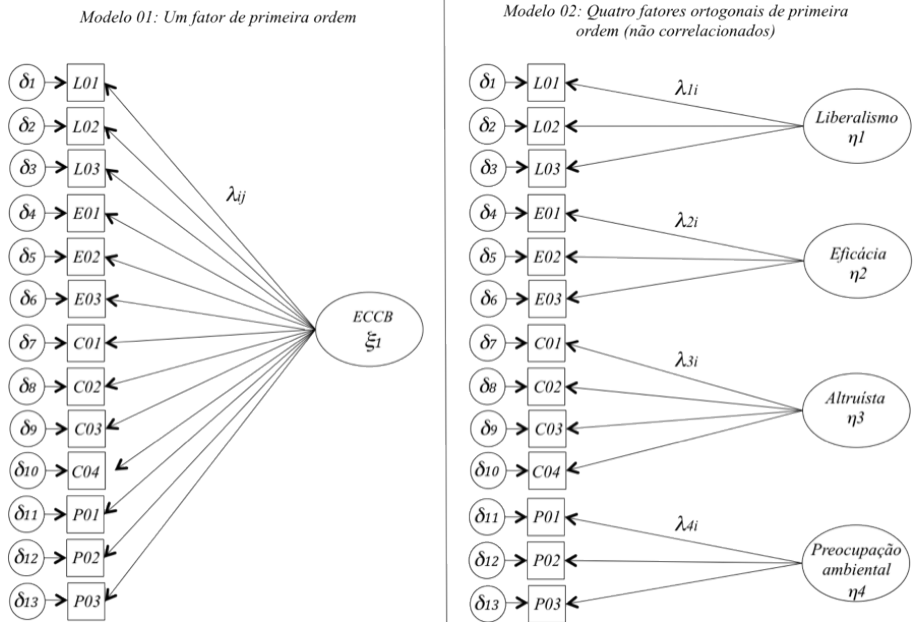 Modelo 01: Um fator de primeira ordem
δ1 L01
δ2 L02
δ3 L03
λij
δ4 E01
δ5 E02
δ6 E03
ECCB
ξ1
δ7 C01
δ8 C02
δ9 C03
δ10 C04
δ11 P01
δ12 P02
δ13 P03
Modelo 02: Quatro fatores ortogonais de primeira
ordem (não correlacionados)
δ1 L01
λ1i
δ2 L02
Liberalismo
η1
δ3 L03
δ4 E01
λ2i
δ5 E02
Eficácia
η2
δ6 E03
δ7 C01
λ3i
δ8 C02
Altruísta
η3
δ9 C03
δ10 C04
δ11 P01
λ4i
δ12 P02
Preocupação
ambiental
η4
δ13 P03